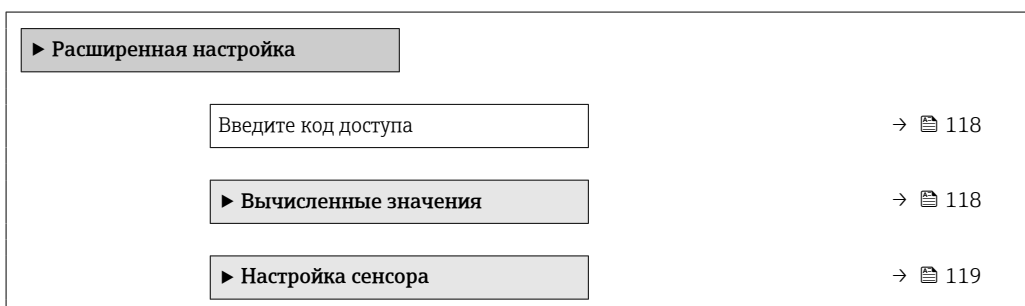 ▶ Расширенная настройка
Введите код доступа → 118
▶ Вычисленные значения → 118
▶ Настройка сенсора → 119